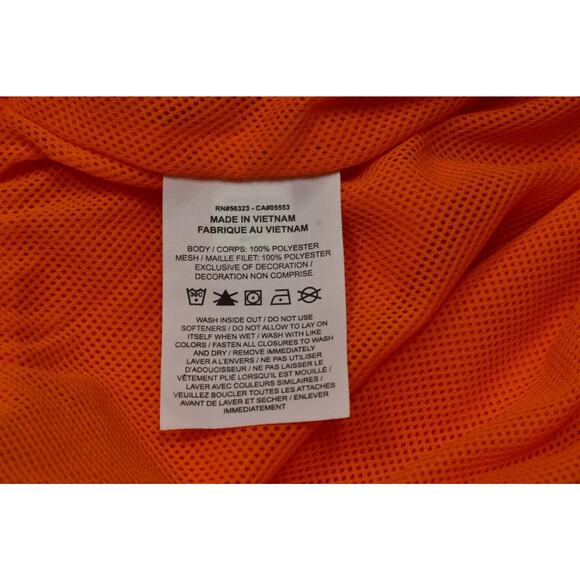 RN#56323 - CA#05553
MADE IN VIETNAM
FABRIQUE AU VIETNAM
BODY / CORPS: 100% POLYESTER
MESH / MAILLE FILET: 100% POLYESTER
EXCLUSIVE OF DECORATION /
DECORATION NON COMPRISE
30C
WASH INSIDE OUT / DO NOT USE
SOFTENERS / DO NOT ALLOW TO LAY ON
ITSELF WHEN WET / WASH WITH LIKE
COLORS / FASTEN ALL CLOSURES TO WASH
AND DRY / REMOVE IMMEDIATELY
LAVER A L'ENVERS / NE PAS UTILISER
D'ADOUCISSEUR / NE PAS LAISSER LE
VÊTEMENT PLIÉ LORSQU'IL EST MOUILLÉ /
LAVER AVEC COULEURS SIMILAIRES /
VEUILLEZ BOUCLER TOUTES LES ATTACHES
AVANT DE LAVER ET SECHER / ENLEVER
IMMEDIATEMENT